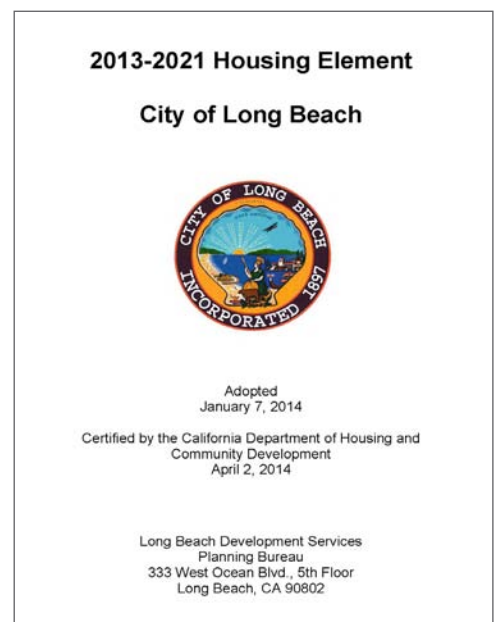 2013-2021 Housing Element
City of Long Beach
CITY OF LONG BEACH
INCORPORATED 1897
Adopted
January 7, 2014
Certified by the California Department of Housing and
Community Development
April 2, 2014
Long Beach Development Services
Planning Bureau
333 West Ocean Blvd., 5th Floor
Long Beach, CA 90802